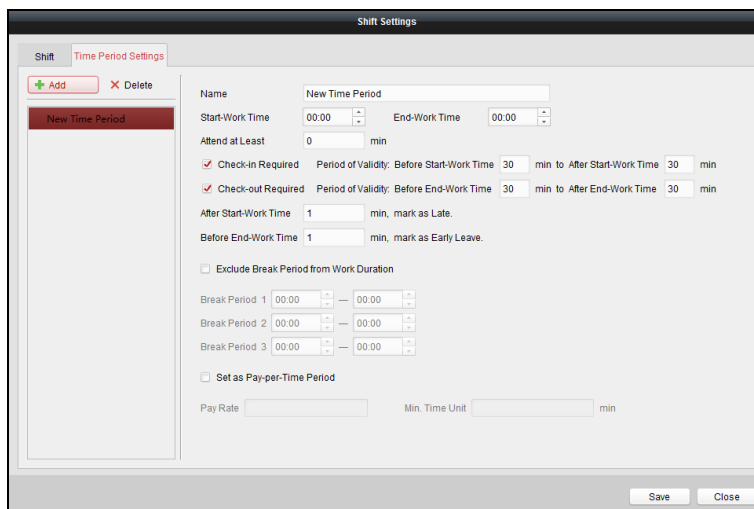 Shift Settings
Shift Time Period Settings
Add Delete
New Time Period
Name New Time Period
Start-Work Time 00:00 End-Work Time 00:00
Attend at Least 0 min
Check-in Required Period of Validity: Before Start-Work Time 30 min to After Start-Work Time 30 min
Check-out Required Period of Validity: Before End-Work Time 30 min to After End-Work Time 30 min
After Start-Work Time 1 min, mark as Late.
Before End-Work Time 1 min, mark as Early Leave.
Exclude Break Period from Work Duration
Break Period 1 00:00 — 00:00
Break Period 2 00:00 — 00:00
Break Period 3 00:00 — 00:00
Set as Pay-per-Time Period
Pay Rate Min. Time Unit min
Save Close